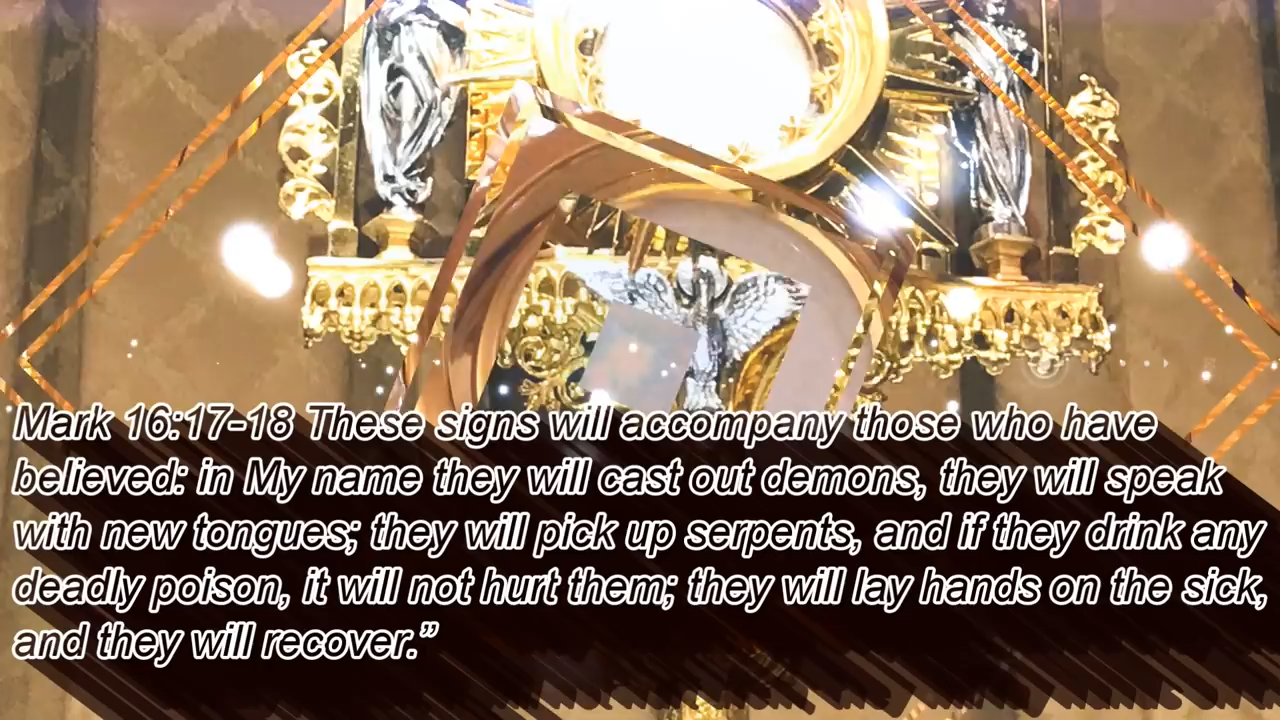 Mark 16:17-18 These signs will accompany those who have
believed: in My name they will cast out demons, they will speak
with new tongues; they will pick up serpents, and if they drink any
deadly poison, it will not hurt them; they will lay hands on the sick,
and they will recover.”